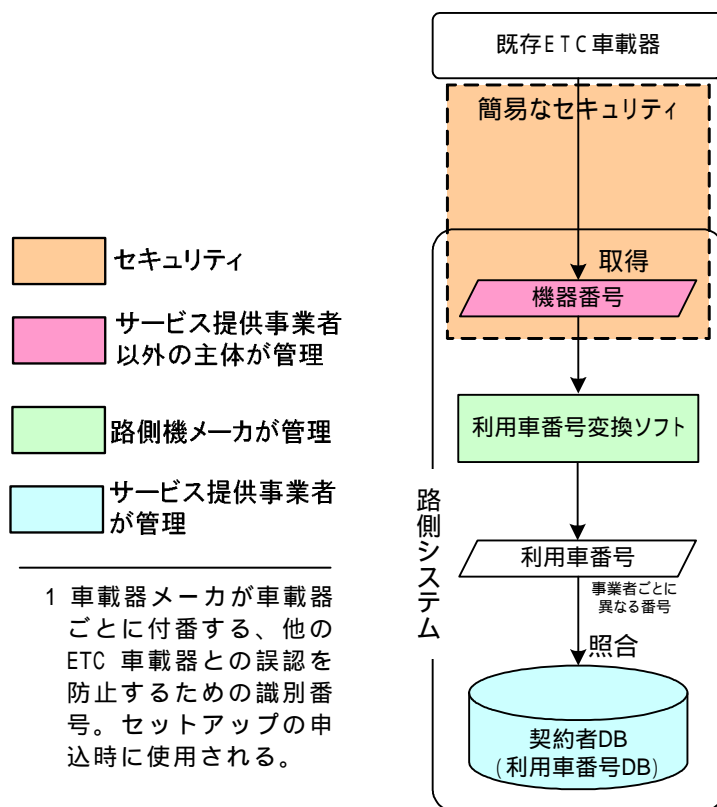 既存ETC車載器
簡易なセキュリティ
取得
機器番号
利用車番号変換ソフト
利用車番号
事業者ごとに
異なる番号
照合
契約者DB
(利用車番号DB)
路側システム
セキュリティ
サービス提供事業者
以外の主体が管理
路側機メーカが管理
サービス提供事業者
が管理
1 車載器メーカが車載器
ごとに付番する、他の
ETC 車載器との誤認を
防止するための識別番
号。セットアップの申
込時に使用される。